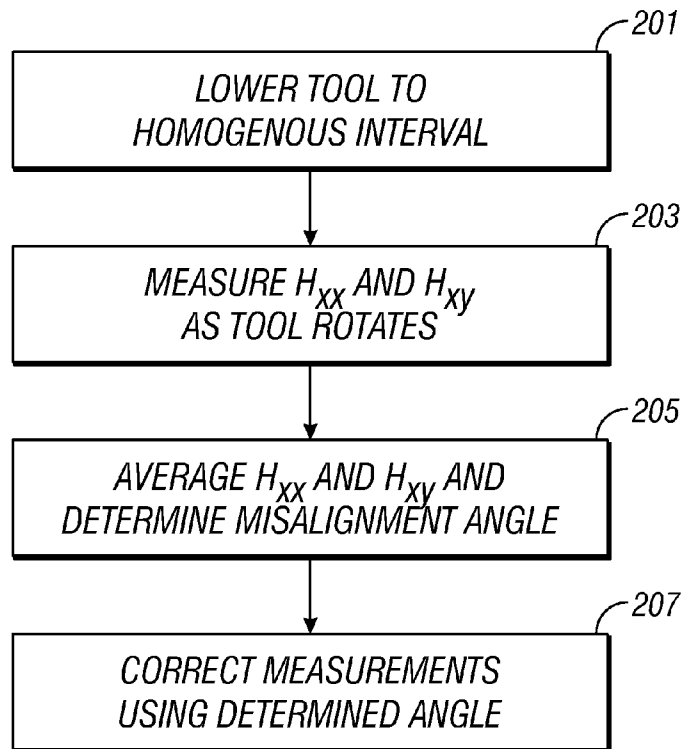 201
LOWER TOOL TO
HOMOGENOUS INTERVAL
203
MEASURE Hxx AND Hxy
AS TOOL ROTATES
205
AVERAGE Hxx AND Hxy AND
DETERMINE MISALIGNMENT ANGLE
207
CORRECT MEASUREMENTS
USING DETERMINED ANGLE